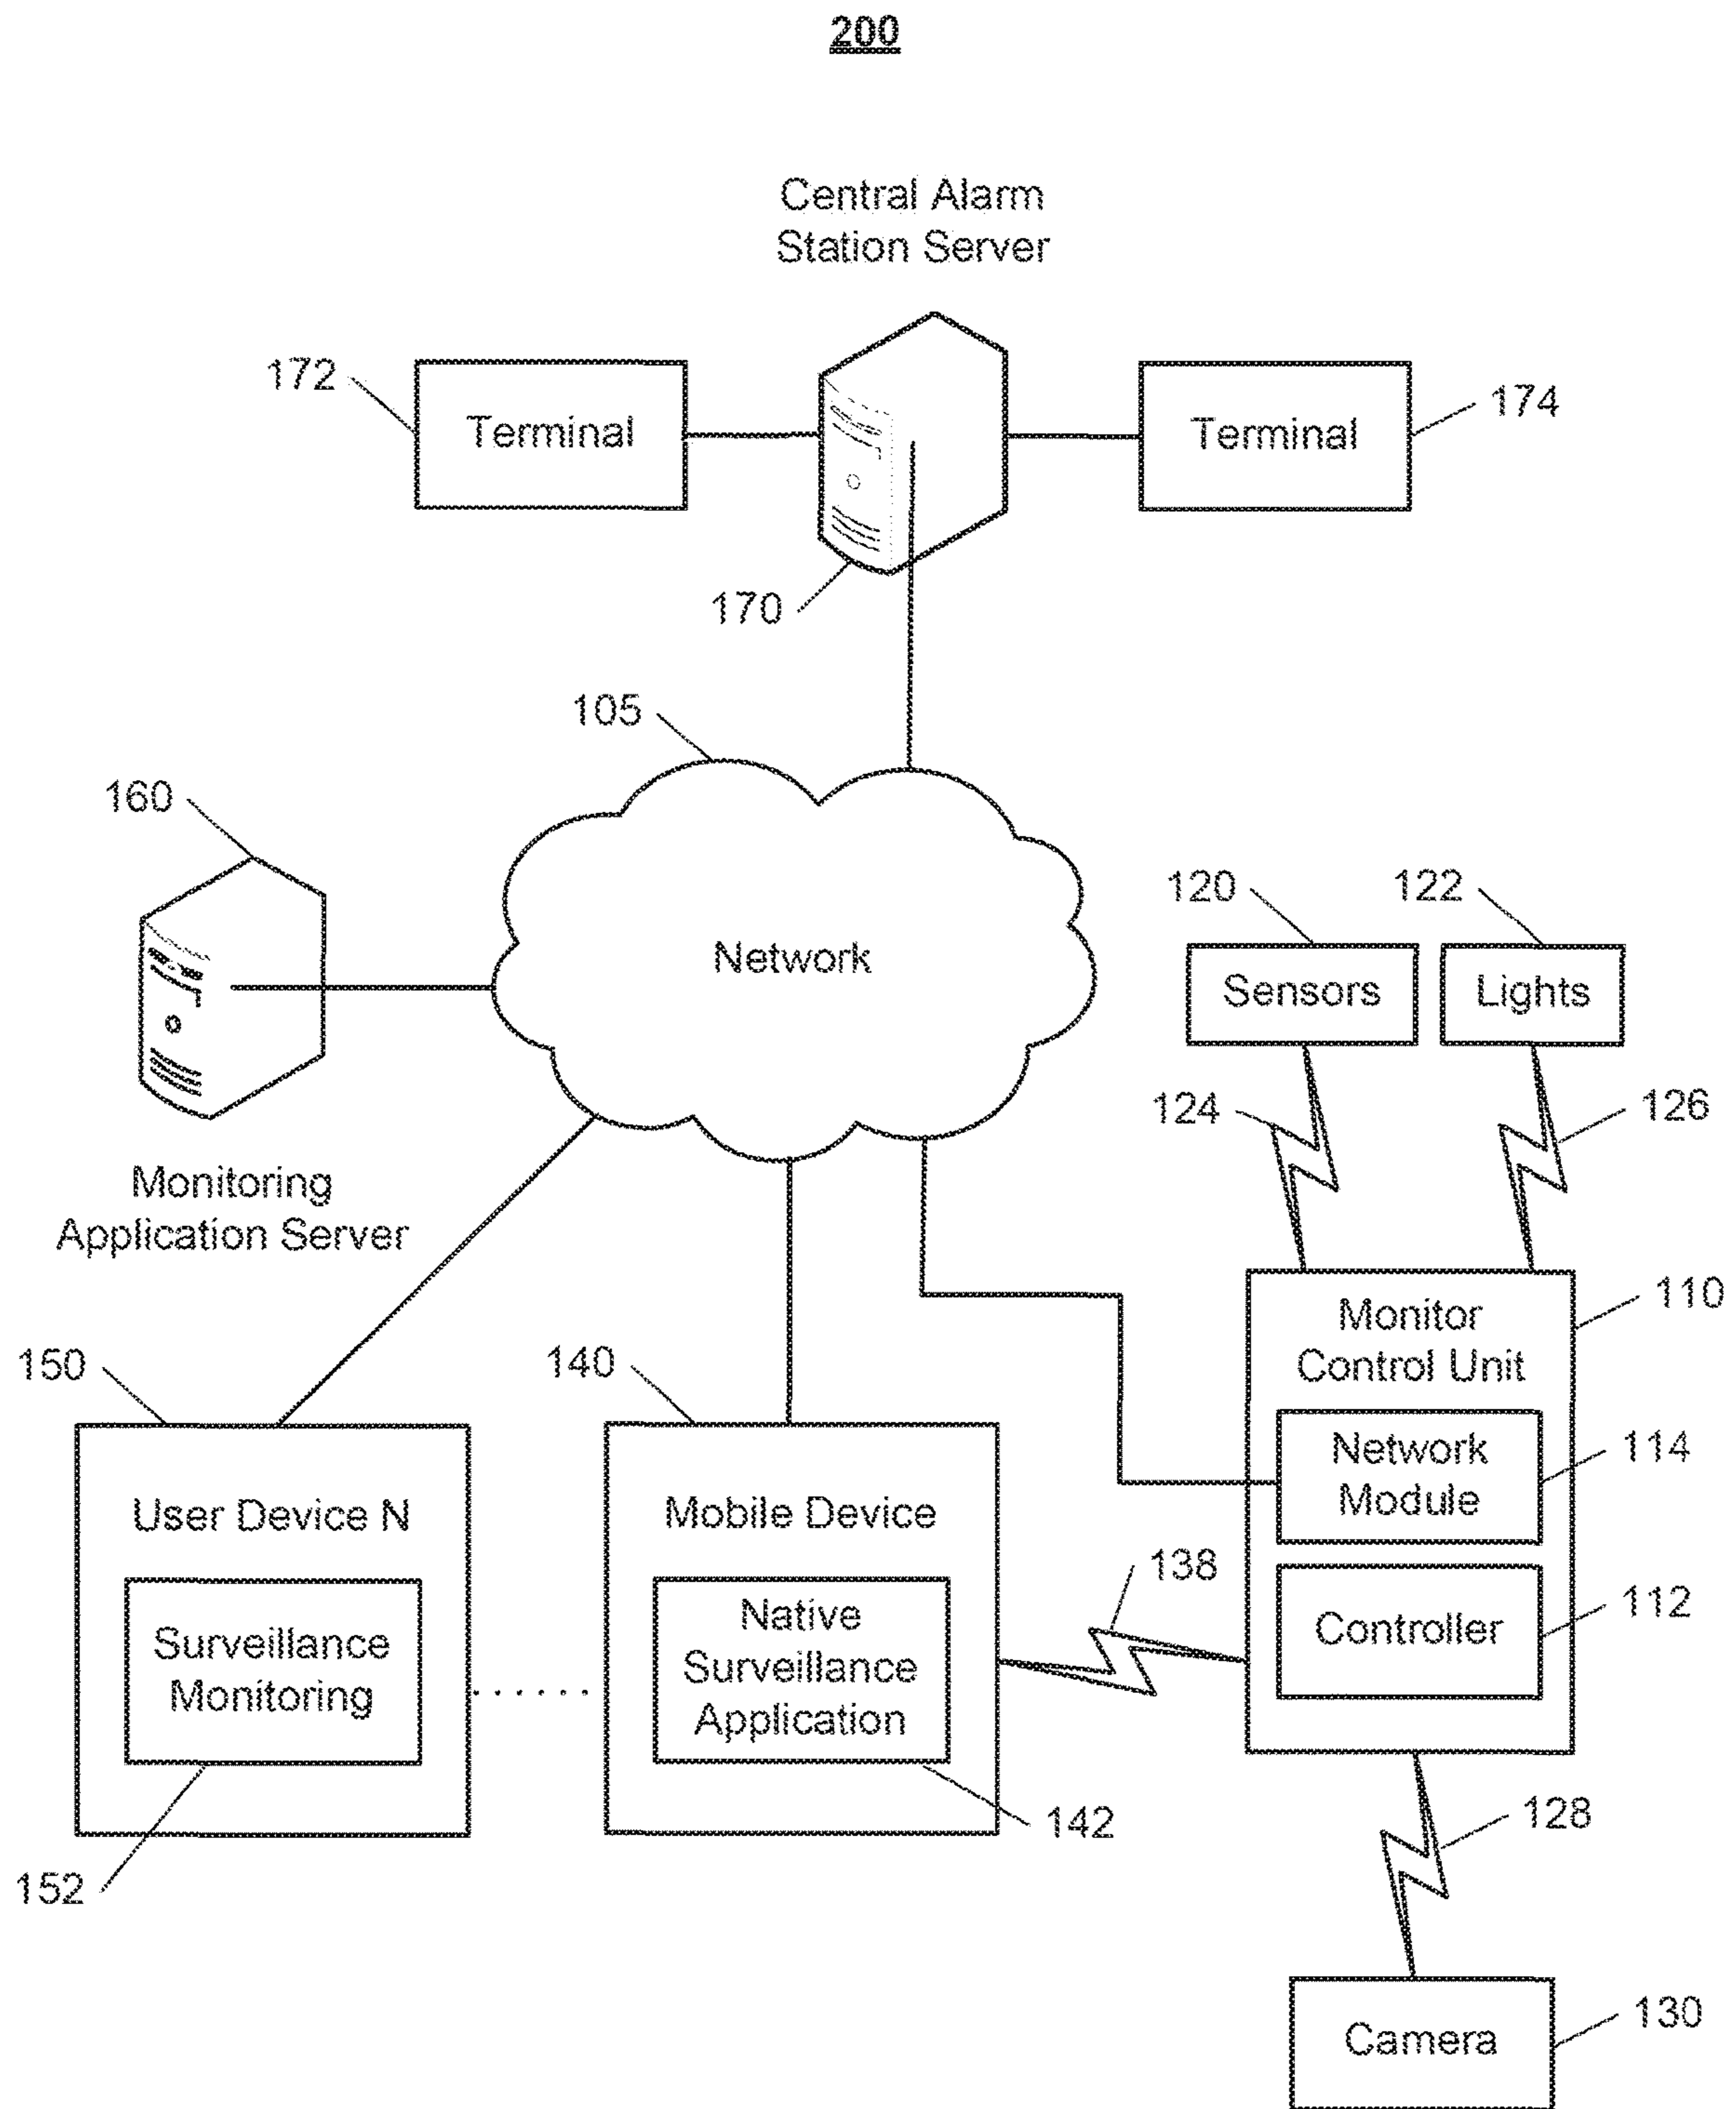 200
Central Alarm
Station Server
172
Terminal
Terminal
174
170
105
160
Network
120
122
Sensors
Lights
124
126
Monitoring
Application Server
110
Monitor
Control Unit
150
140
Network
Module
114
User Device N
Mobile Device
138
Controller
112
Surveillance
Monitoring
Native
Surveillance
Application
142
128
152
Camera
130